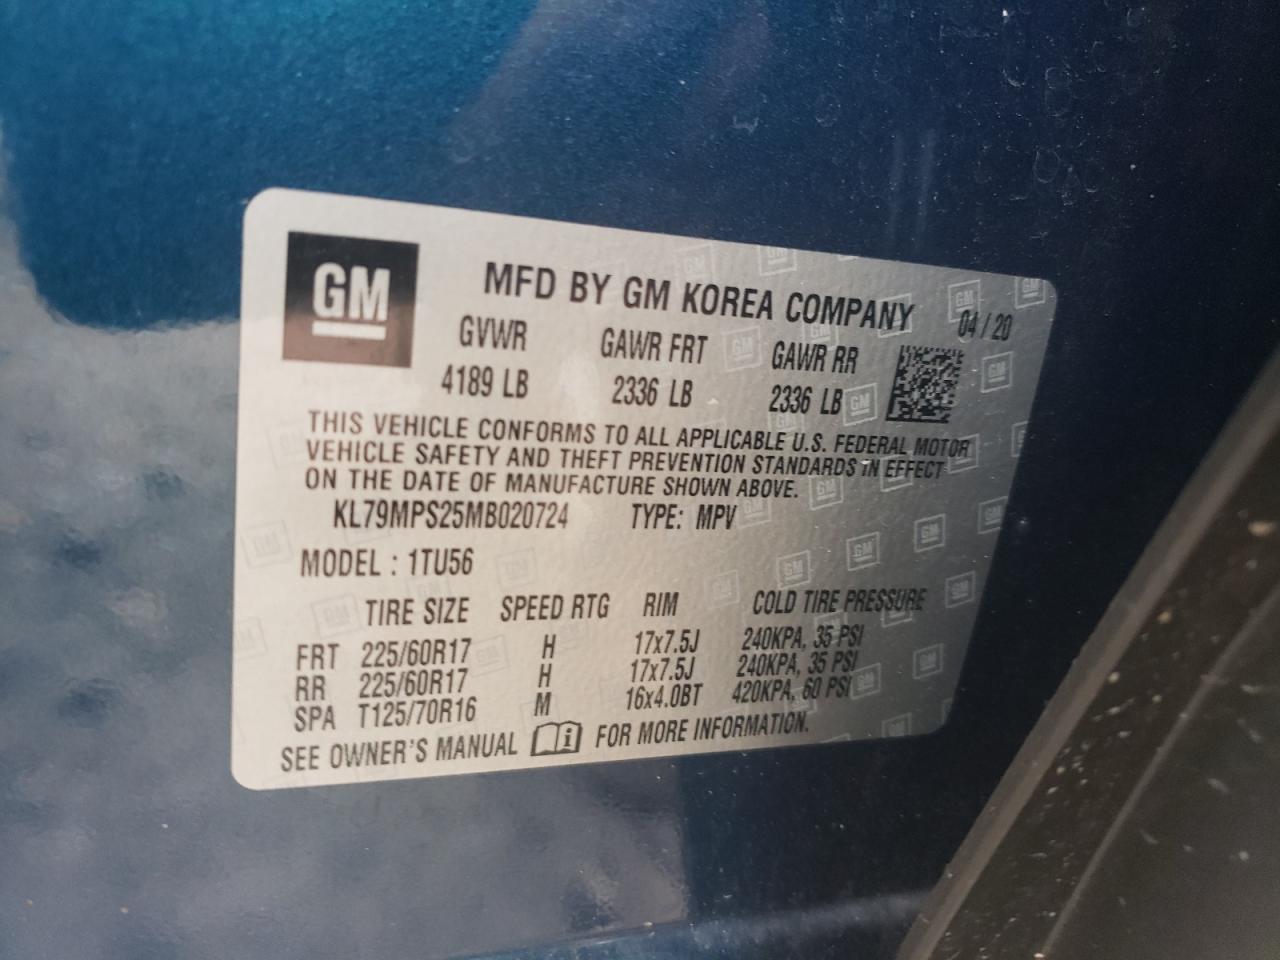 GM
MFD BY GM KOREA COMPANY
04 / 20
GVWR GAWR FRT GAWR RR
4189 LB 2336 LB 2336 LB
THIS VEHICLE CONFORMS TO ALL APPLICABLE U.S. FEDERAL MOTOR
VEHICLE SAFETY AND THEFT PREVENTION STANDARDS IN EFFECT
ON THE DATE OF MANUFACTURE SHOWN ABOVE.
KL79MPS25MB020724 TYPE: MPV
MODEL : 1TU56
TIRE SIZE SPEED RTG RIM COLD TIRE PRESSURE
FRT 225/60R17 H 17x7.5J 240KPA, 35 PSI
RR 225/60R17 H 17x7.5J 240KPA, 35 PSI
SPA T125/70R16 M 16x4.0BT 420KPA, 60 PSI
SEE OWNER'S MANUAL i FOR MORE INFORMATION.